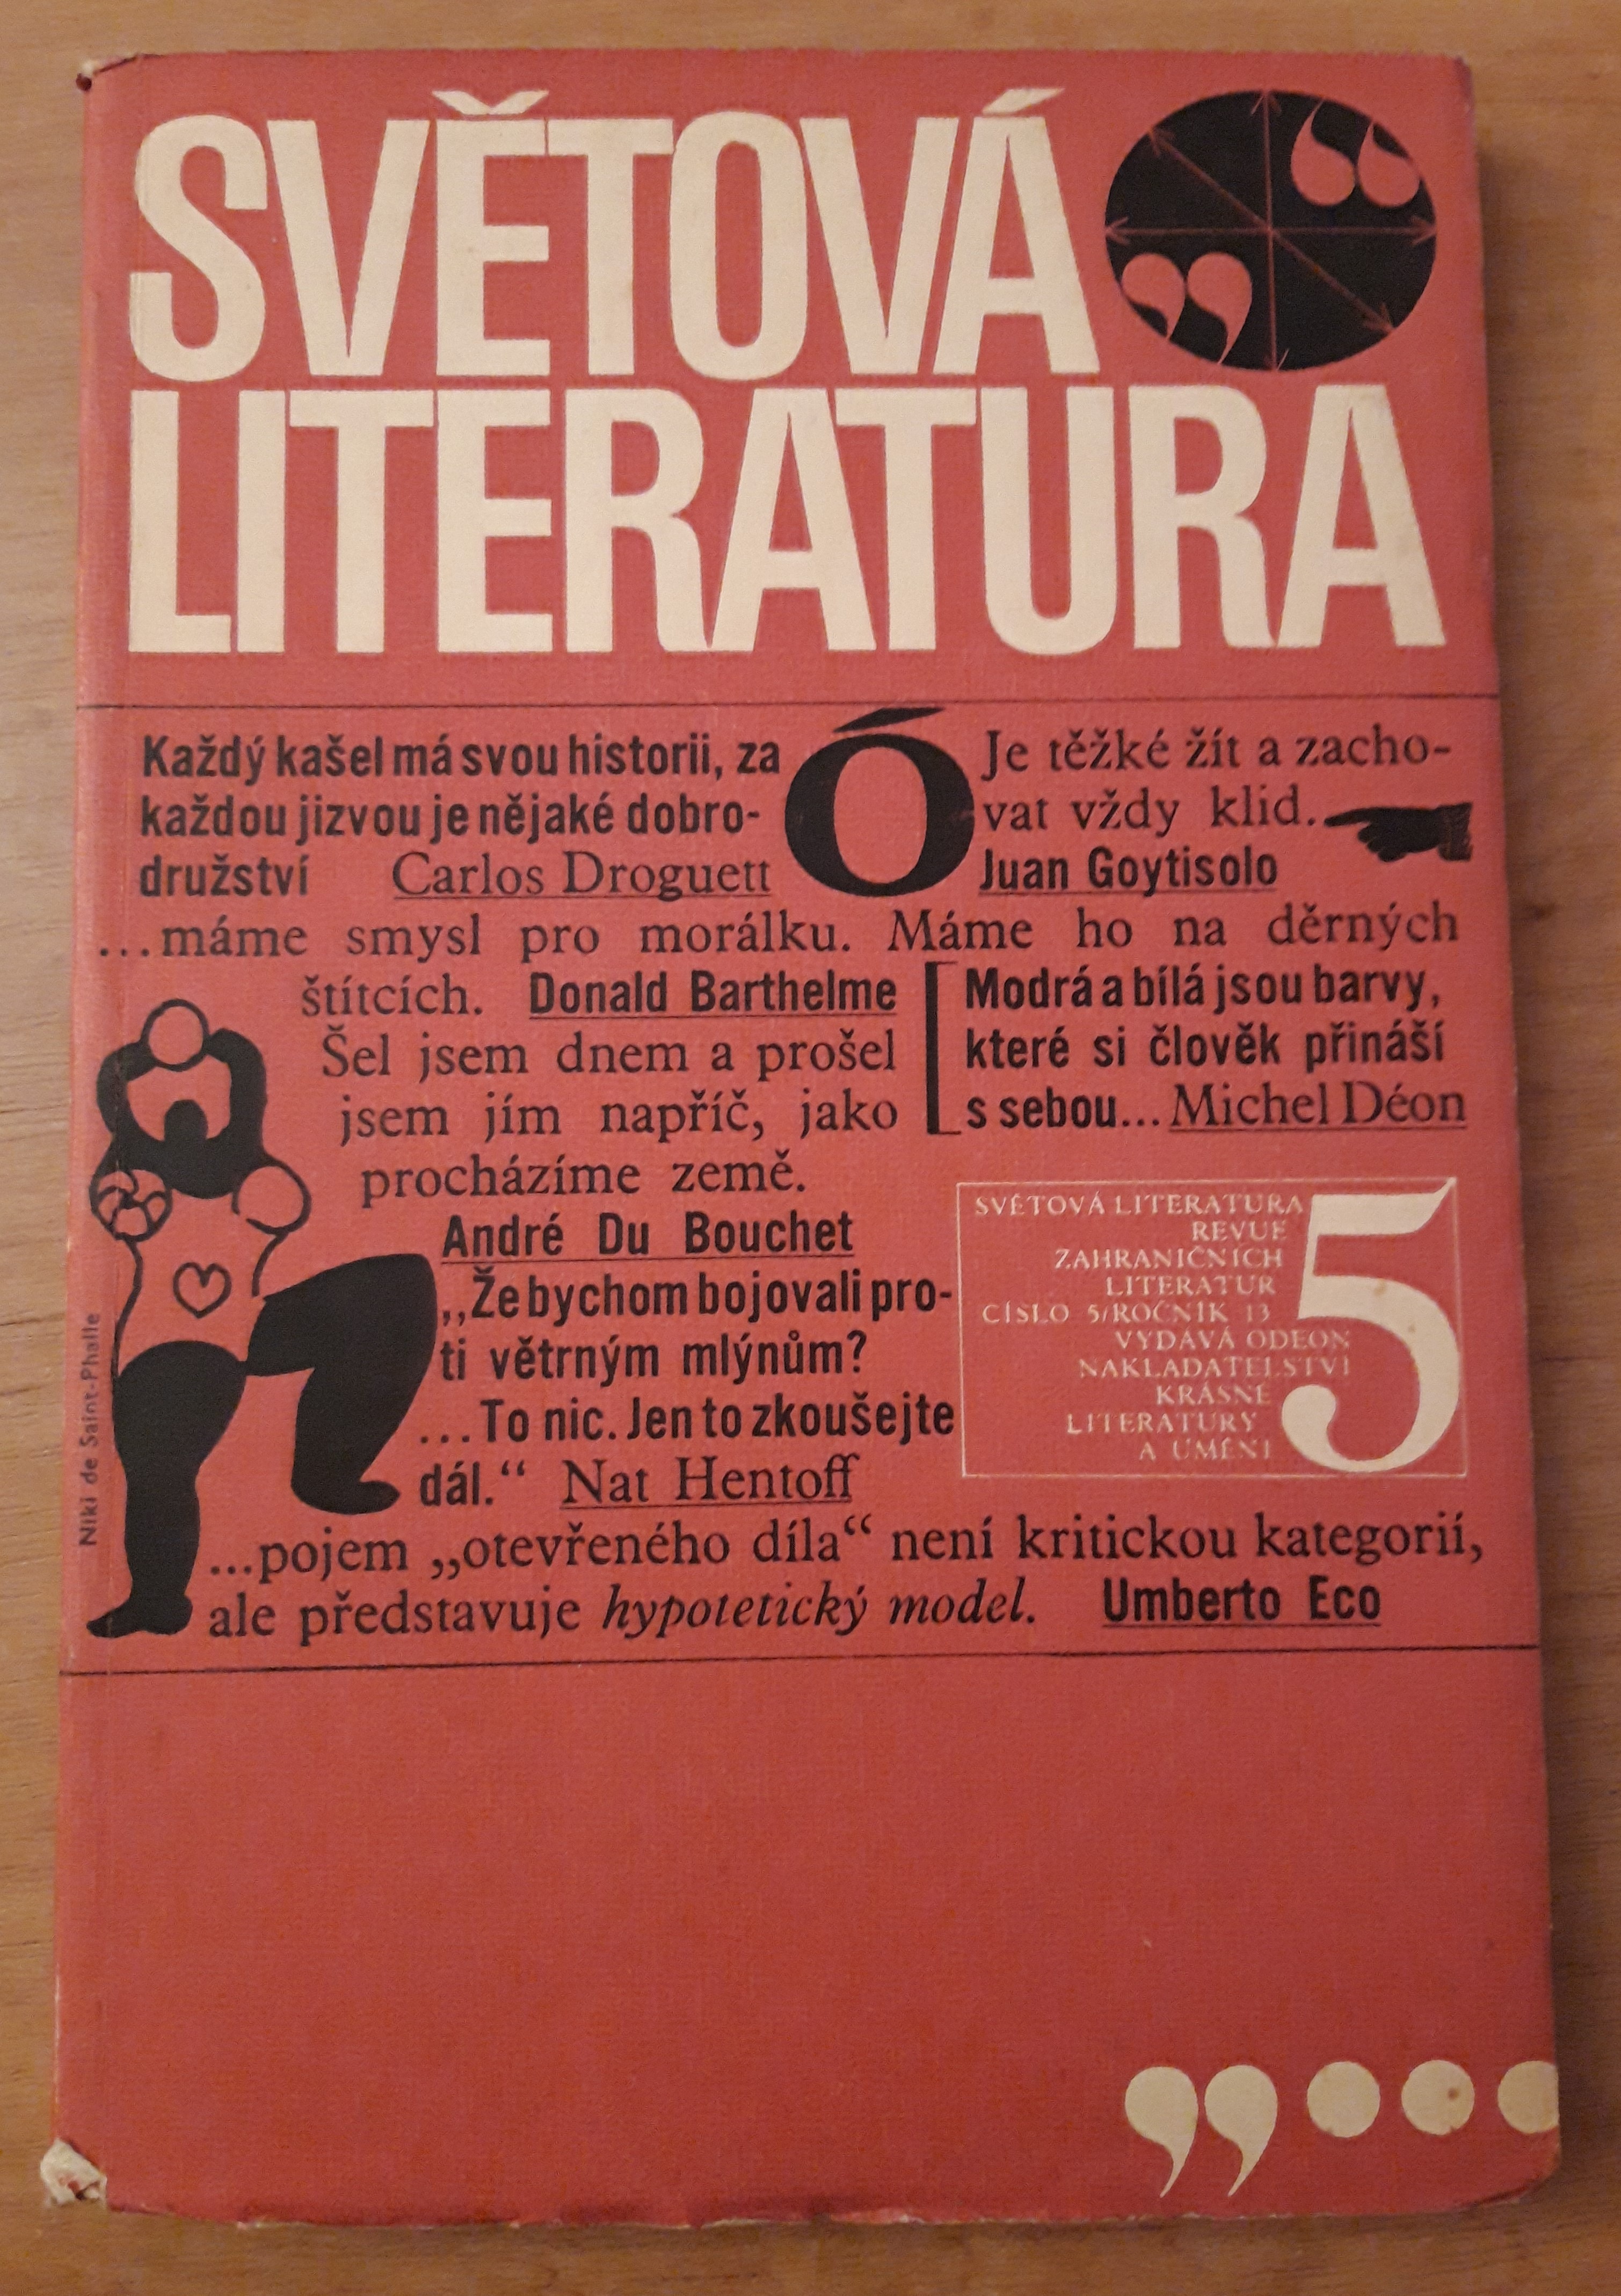 SVĚTOVÁ
LITERATURA
Každý kašel má svou historii, za
každou jizvou je nějaké dobro-
družství Carlos Droguett
Ó
Je těžké žít a zacho-
vat vždy klid.
Juan Goytisolo
...máme smysl pro morálku. Máme ho na děrných
štítcích. Donald Barthelme
Šel jsem dnem a prošel
jsem jím napříč, jako
procházíme země.
André Du Bouchet
Modrá a bílá jsou barvy,
které si člověk přináší
s sebou... Michel Déon
„Že bychom bojovali pro-
ti větrným mlýnům?
...To nic. Jen to zkoušejte
dál.“ Nat Hentoff
SVĚTOVÁ LITERATURA
REVUE
ZAHRANIČNÍCH
LITERATUR
ČÍSLO 5/ROČNÍK 13
VYDÁVÁ ODEON
NAKLADATELSTVÍ
KRÁSNÉ
LITERATURY
A UMĚNÍ
5
...pojem „otevřeného díla“ není kritickou kategorií,
ale představuje hypotetický model. Umberto Eco
Niki de Saint-Phalle